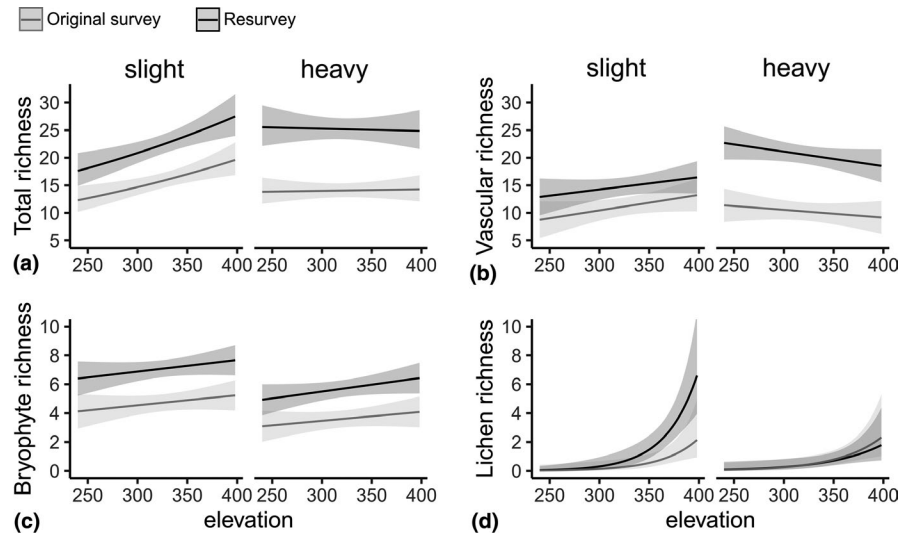 Original survey Resurvey
slight heavy slight heavy
Total richness
30
25
20
15
10
5
250 300 350 400 250 300 350 400
(a)
Vascular richness
30
25
20
15
10
5
250 300 350 400 250 300 350 400
(b)
Bryophyte richness
10
8
6
4
2
0
250 300 350 400 250 300 350 400
(c) elevation
Lichen richness
10
8
6
4
2
0
250 300 350 400 250 300 350 400
(d) elevation